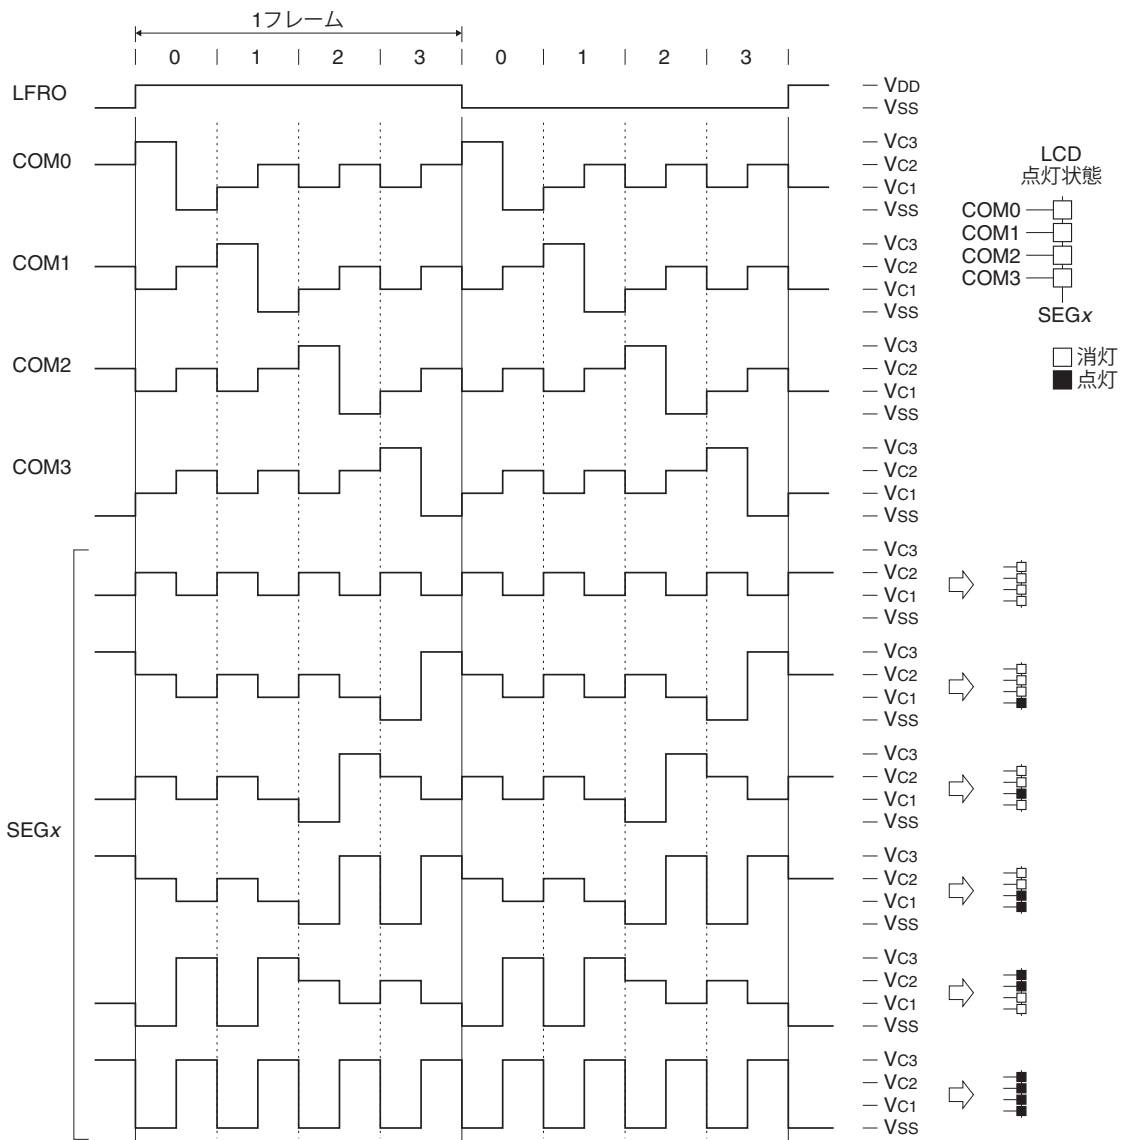 1フレーム
0 1 2 3 0 1 2 3
LFRO
VDD
VSS
COM0
VC3
VC2
VC1
VSS
LCD
点灯状態
COM0
COM1
COM2
COM3
SEGx
消灯
点灯
COM1
VC3
VC2
VC1
VSS
COM2
VC3
VC2
VC1
VSS
COM3
VC3
VC2
VC1
VSS
SEGx
VC3
VC2
VC1
VSS
VC3
VC2
VC1
VSS
VC3
VC2
VC1
VSS
VC3
VC2
VC1
VSS
VC3
VC2
VC1
VSS
VC3
VC2
VC1
VSS